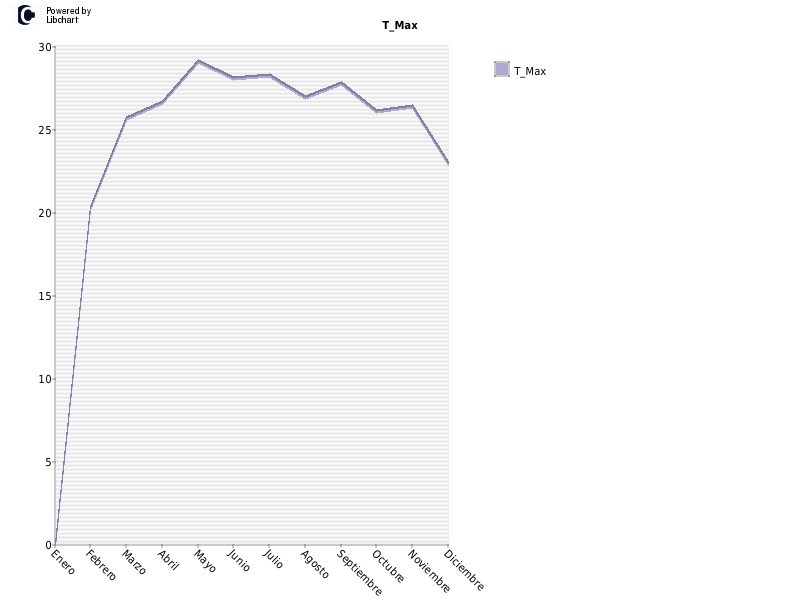 Powered by
Libchart
T_Max
T_Max
30
25
20
15
10
5
0
Enero
Febrero
Marzo
Abril
Mayo
Junio
Julio
Agosto
Septiembre
Octubre
Noviembre
Diciembre